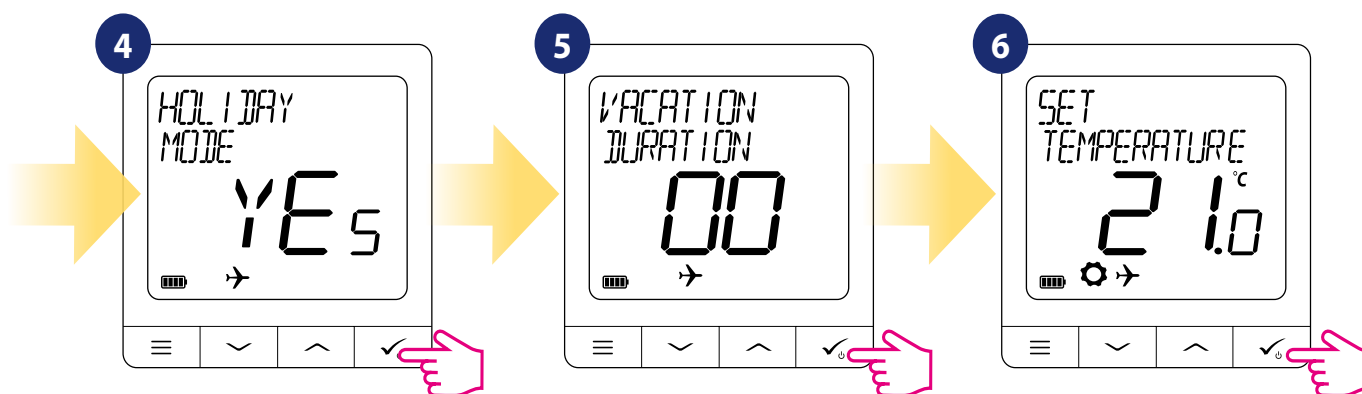 4
HOLIDAY
MODE
YES
5
VACATION
DURATION
00
6
SET
TEMPERATURE
21.0 °C